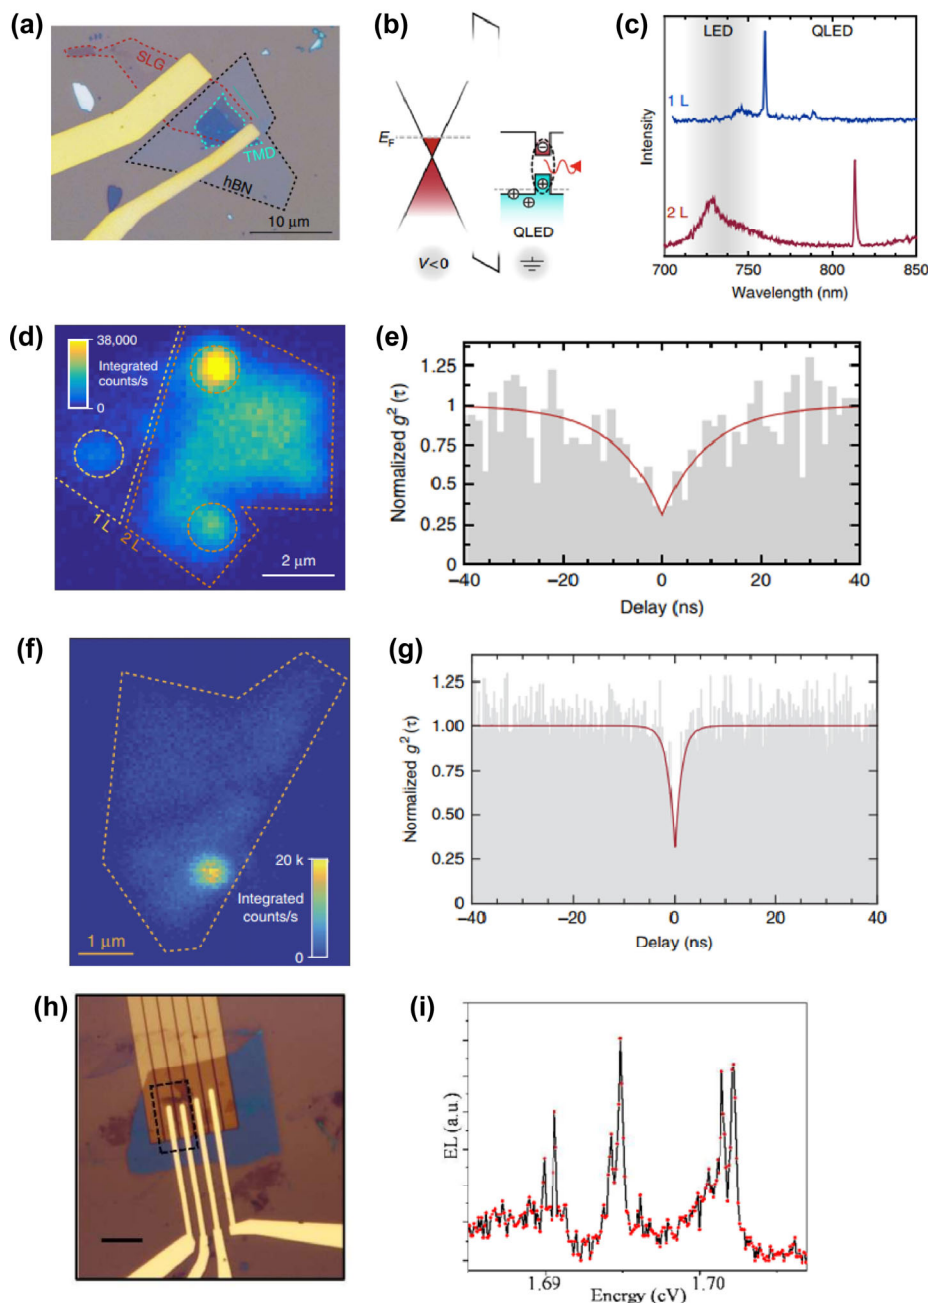 (a)
SLG
TMD
hBN
10 μm
(b)
E_F
QLED
V<0
(c)
LED
QLED
1 L
2 L
Intensity
700
750
800
850
Wavelength (nm)
(d)
38,000
Integrated
counts/s
0
1 L
2 L
2 μm
(e)
Normalized g² (τ)
1.25
1
0.75
0.50
0.25
0
−40
−20
0
20
40
Delay (ns)
(f)
20 k
Integrated
counts/s
0
1 μm
(g)
Normalized g² (τ)
1.25
1.00
0.75
0.50
0.25
0
−40
−20
0
20
40
Delay (ns)
(h)
(i)
EL (a.u.)
1.69
1.70
Energy (eV)